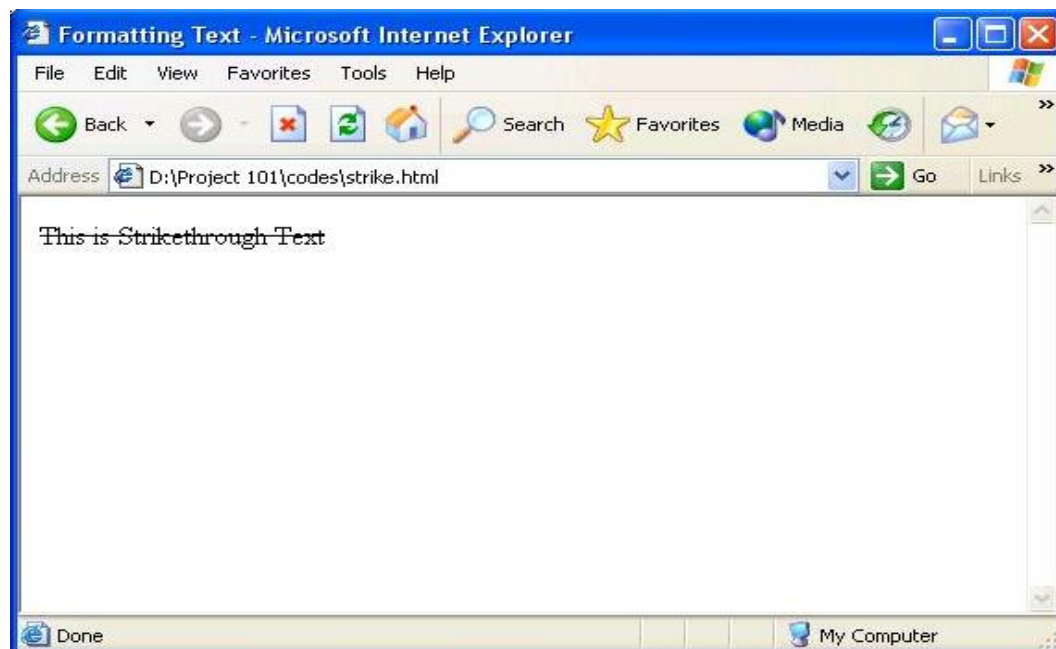 Formatting Text - Microsoft Internet Explorer
File Edit View Favorites Tools Help
Back Search Favorites Media »
Address D:\Project 101\codes\strike.html Go Links »
This is Strikethrough Text
Done My Computer